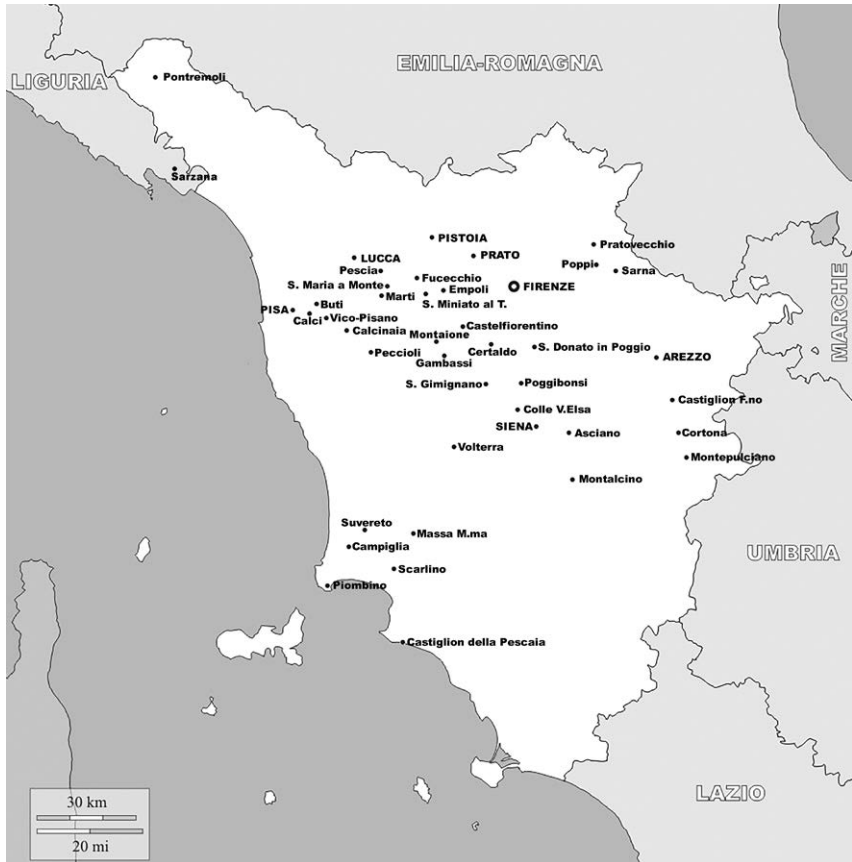 EMILIA-ROMAGNA
LIGURIA
Pontremoli
Sarzana
PISTOIA
Pratovecchio
LUCCA
PRATO
Pescia
Poppi
Sarna
Fucecchio
S. Maria a Monte
Empoli
FIRENZE
Marti
S. Miniato al T.
MARCHE
Buti
PISA
Calci
Vico-Pisano
Calcinaia
Castelfiorentino
Montaione
Certaldo
S. Donato in Poggio
Peccioli
Gambassi
AREZZO
S. Gimignano
Poggibonsi
Castiglion F.no
Colle V.Elsa
SIENA
Asciano
Cortona
Volterra
Montepulciano
Montalcino
Suvereto
Massa M.ma
Campiglia
UMBRIA
Scarlino
Piombino
Castiglion della Pescaia
LAZIO
30 km
20 mi